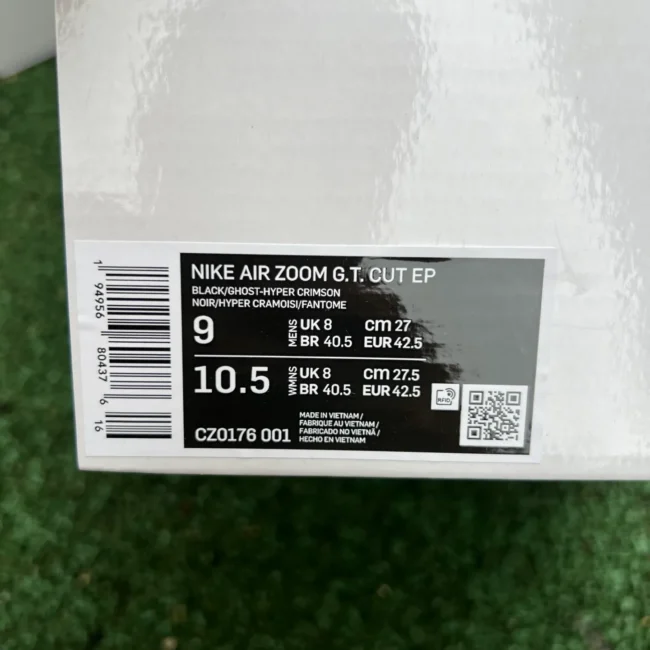 NIKE AIR ZOOM G.T. CUT EP
BLACK/GHOST-HYPER CRIMSON
NOIR/HYPER CRAMOISI/FANTOME
9 MENS UK 8 cm 27
BR 40.5 EUR 42.5
10.5 WMNS UK 8 cm 27.5
BR 40.5 EUR 42.5
RFID
CZ0176 001
MADE IN VIETNAM /
FABRIQUE AU VIETNAM /
FABRICADO NO VIETNÃ /
HECHO EN VIETNAM
1 94956 80437 6 16